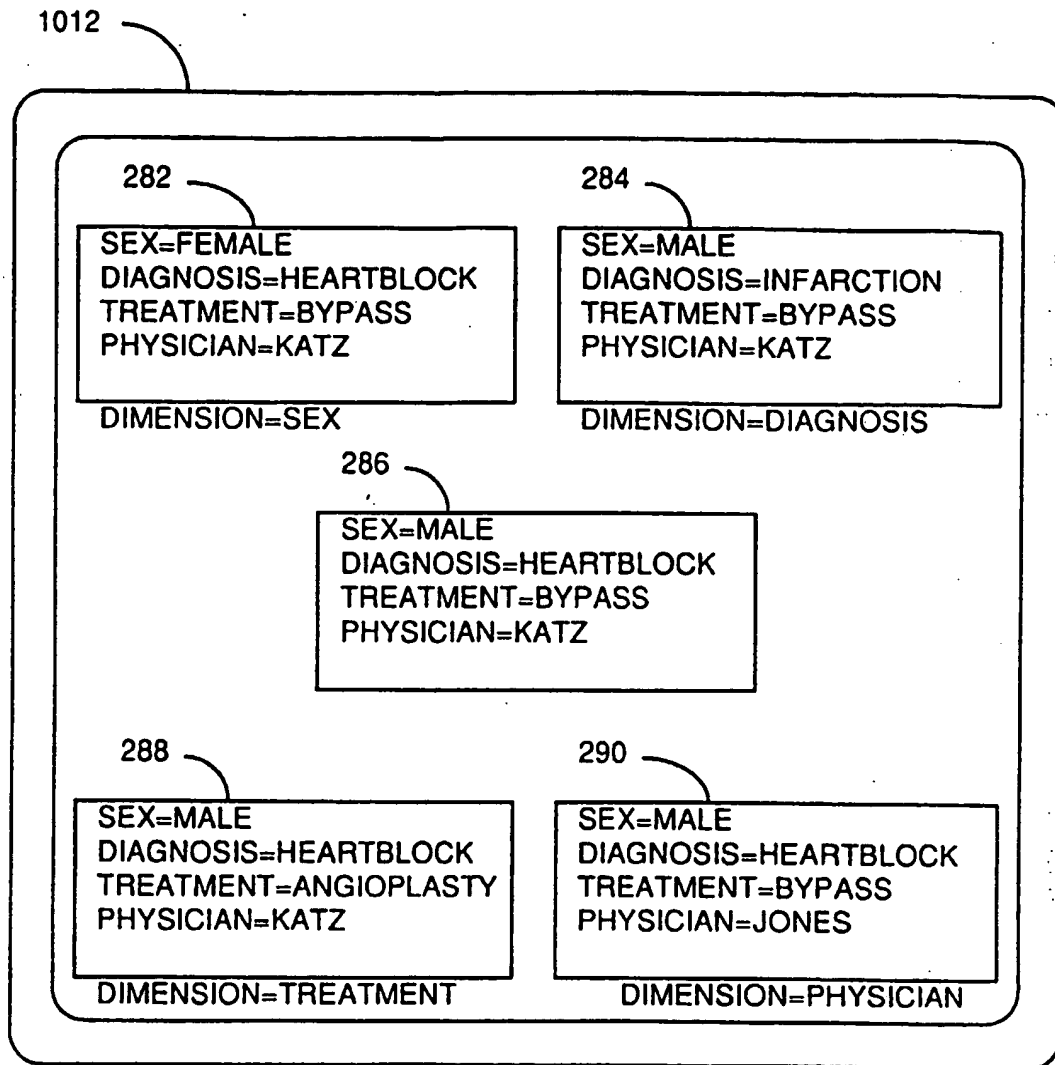 1012
282
SEX=FEMALE
DIAGNOSIS=HEARTBLOCK
TREATMENT=BYPASS
PHYSICIAN=KATZ
DIMENSION=SEX
284
SEX=MALE
DIAGNOSIS=INFARCTION
TREATMENT=BYPASS
PHYSICIAN=KATZ
DIMENSION=DIAGNOSIS
286
SEX=MALE
DIAGNOSIS=HEARTBLOCK
TREATMENT=BYPASS
PHYSICIAN=KATZ
288
SEX=MALE
DIAGNOSIS=HEARTBLOCK
TREATMENT=ANGIOPLASTY
PHYSICIAN=KATZ
DIMENSION=TREATMENT
290
SEX=MALE
DIAGNOSIS=HEARTBLOCK
TREATMENT=BYPASS
PHYSICIAN=JONES
DIMENSION=PHYSICIAN